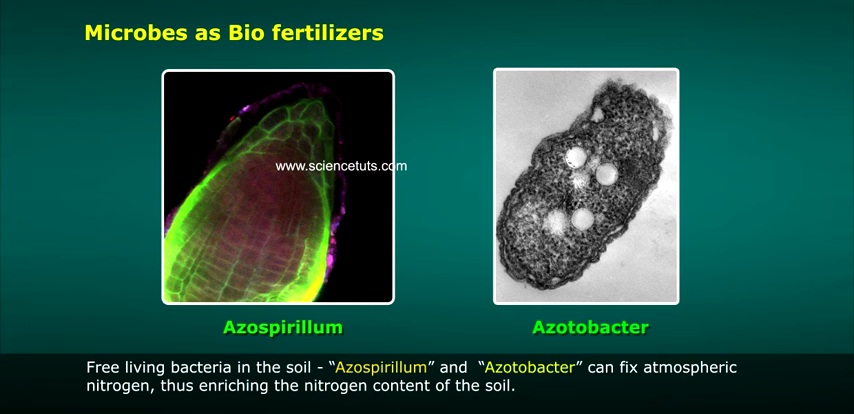 Microbes as Bio fertilizers
www.sciencetuts.com
Azospirillum
Azotobacter
Free living bacteria in the soil - “Azospirillum” and “Azotobacter” can fix atmospheric
nitrogen, thus enriching the nitrogen content of the soil.